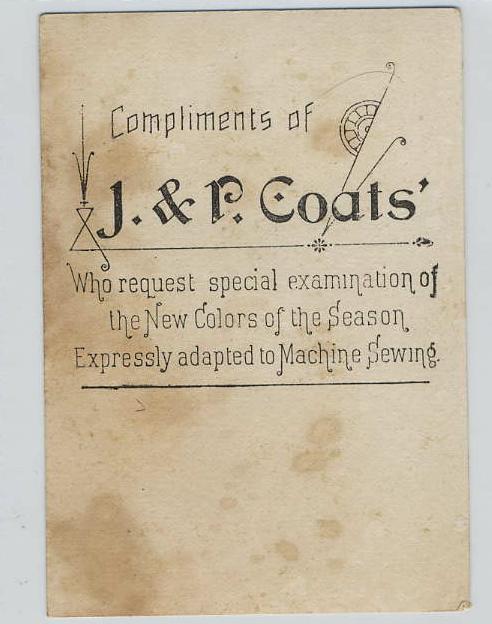 Compliments of
J. & P. Coats'
Who request special examination of
the New Colors of the Season,
Expressly adapted to Machine Sewing.